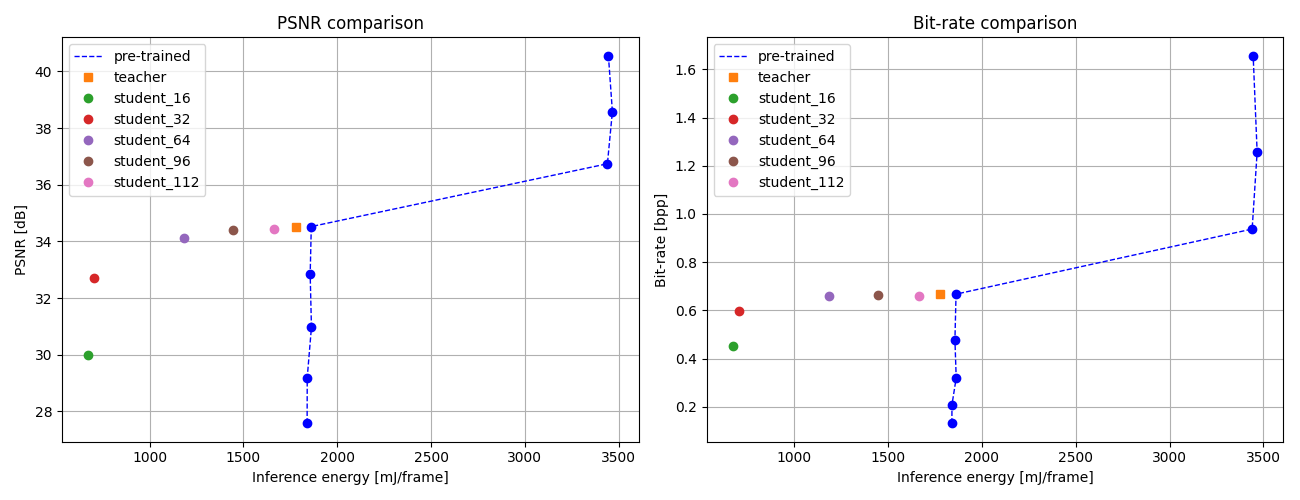 PSNR comparison
pre-trained
teacher
student_16
student_32
student_64
student_96
student_112
PSNR [dB]
40
38
36
34
32
30
28
1000 1500 2000 2500 3000 3500
Inference energy [mJ/frame]
Bit-rate comparison
pre-trained
teacher
student_16
student_32
student_64
student_96
student_112
Bit-rate [bpp]
1.6
1.4
1.2
1.0
0.8
0.6
0.4
0.2
1000 1500 2000 2500 3000 3500
Inference energy [mJ/frame]